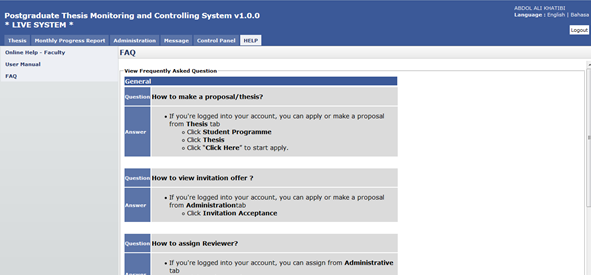 Postgraduate Thesis Monitoring and Controlling System v1.0.0
* LIVE SYSTEM *
ABDOL ALI KHATIBI
Language : English | Bahasa
Logout
Thesis Monthly Progress Report Administration Message Control Panel HELP
Online Help - Faculty
User Manual
FAQ
FAQ
View Frequently Asked Question
General
Question How to make a proposal/thesis?
Answer
• If you're logged into your account, you can apply or make a proposal
from Thesis tab
Click Student Programme
Click Thesis
Click "Click Here" to start apply.
Question How to view invitation offer ?
Answer
• If you're logged into your account, you can apply or make a proposal
from Administrationtab
Click Invitation Acceptance
Question How to assign Reviewer?
Answer
• If you're logged into your account, you can assign from Administrative
tab